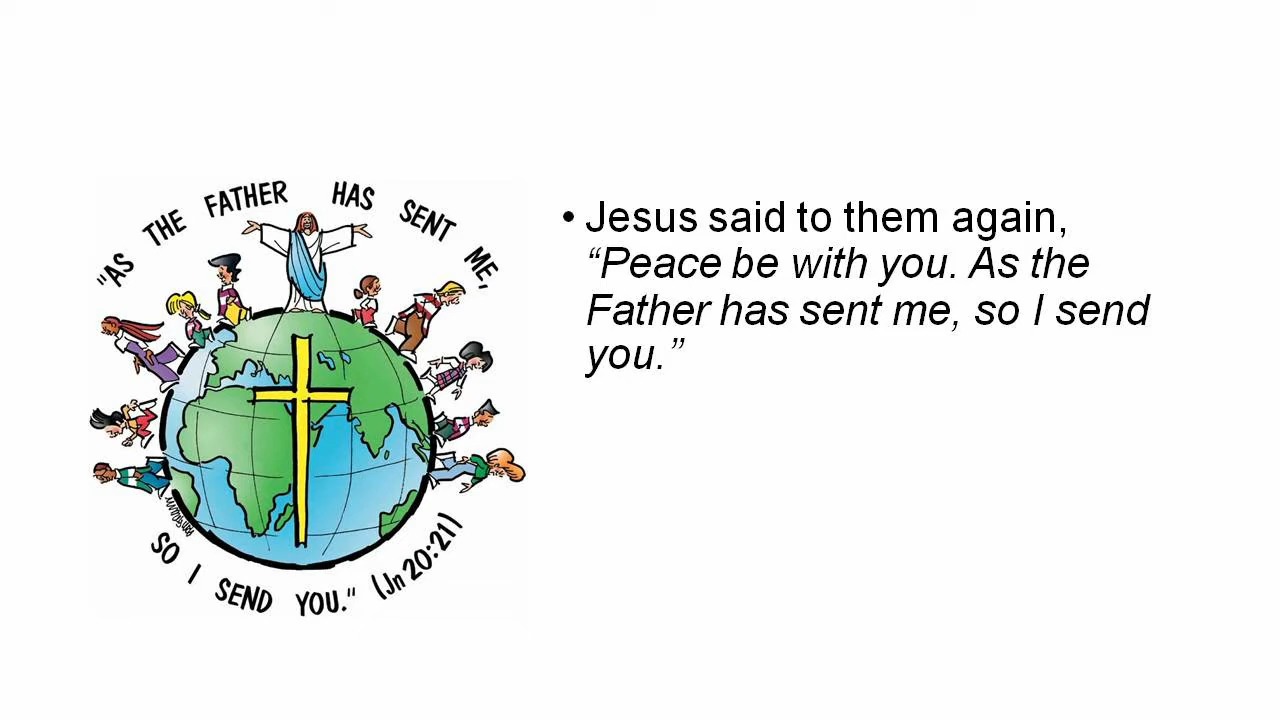 "AS THE FATHER HAS SENT ME,
SO I SEND YOU." (Jn 20:21)
• Jesus said to them again,
“Peace be with you. As the
Father has sent me, so I send
you.”